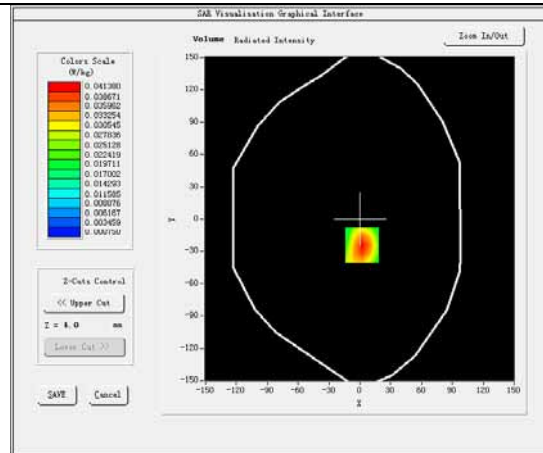 SAR Visualisation Graphical Interface
Volume Radiated Intensity
Zoom In/Out
Colors Scale
(W/kg)
0.041380
0.038671
0.035962
0.033254
0.030545
0.027836
0.025128
0.022419
0.019711
0.017002
0.014293
0.011585
0.008876
0.006167
0.003459
0.000750
Z-Cuts Control
<< Upper Cut
Z = 4.0 mm
Lower Cut >>
SAVE
Cancel
150
120
90
60
30
0
-30
-60
-90
-120
-150
Y
-150 -120 -90 -60 -30 0 30 60 90 120 150
X